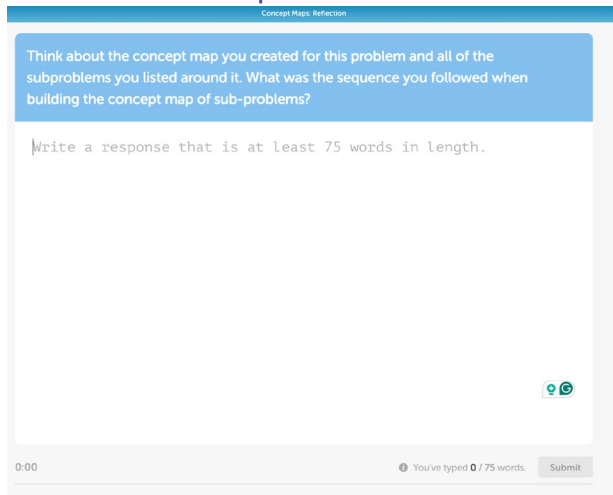 Concept Maps: Reflection
Think about the concept map you created for this problem and all of the
subproblems you listed around it. What was the sequence you followed when
building the concept map of sub-problems?
Write a response that is at least 75 words in length.
0:00
You've typed 0 / 75 words.
Submit